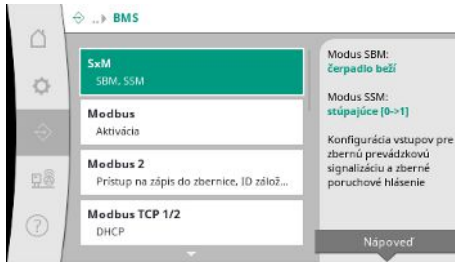 ..▸ BMS
SxM
SBM, SSM
Modbus
Aktivácia
Modbus 2
Prístup na zápis do zbernice, ID zálož...
Modbus TCP 1/2
DHCP
Modus SBM:
čerpadlo beží
Modus SSM:
stúpajúce [0->1]
Konfigurácia vstupov pre
zbernú prevádzkovú
signalizáciu a zberné
poruchové hlásenie
Nápoveď